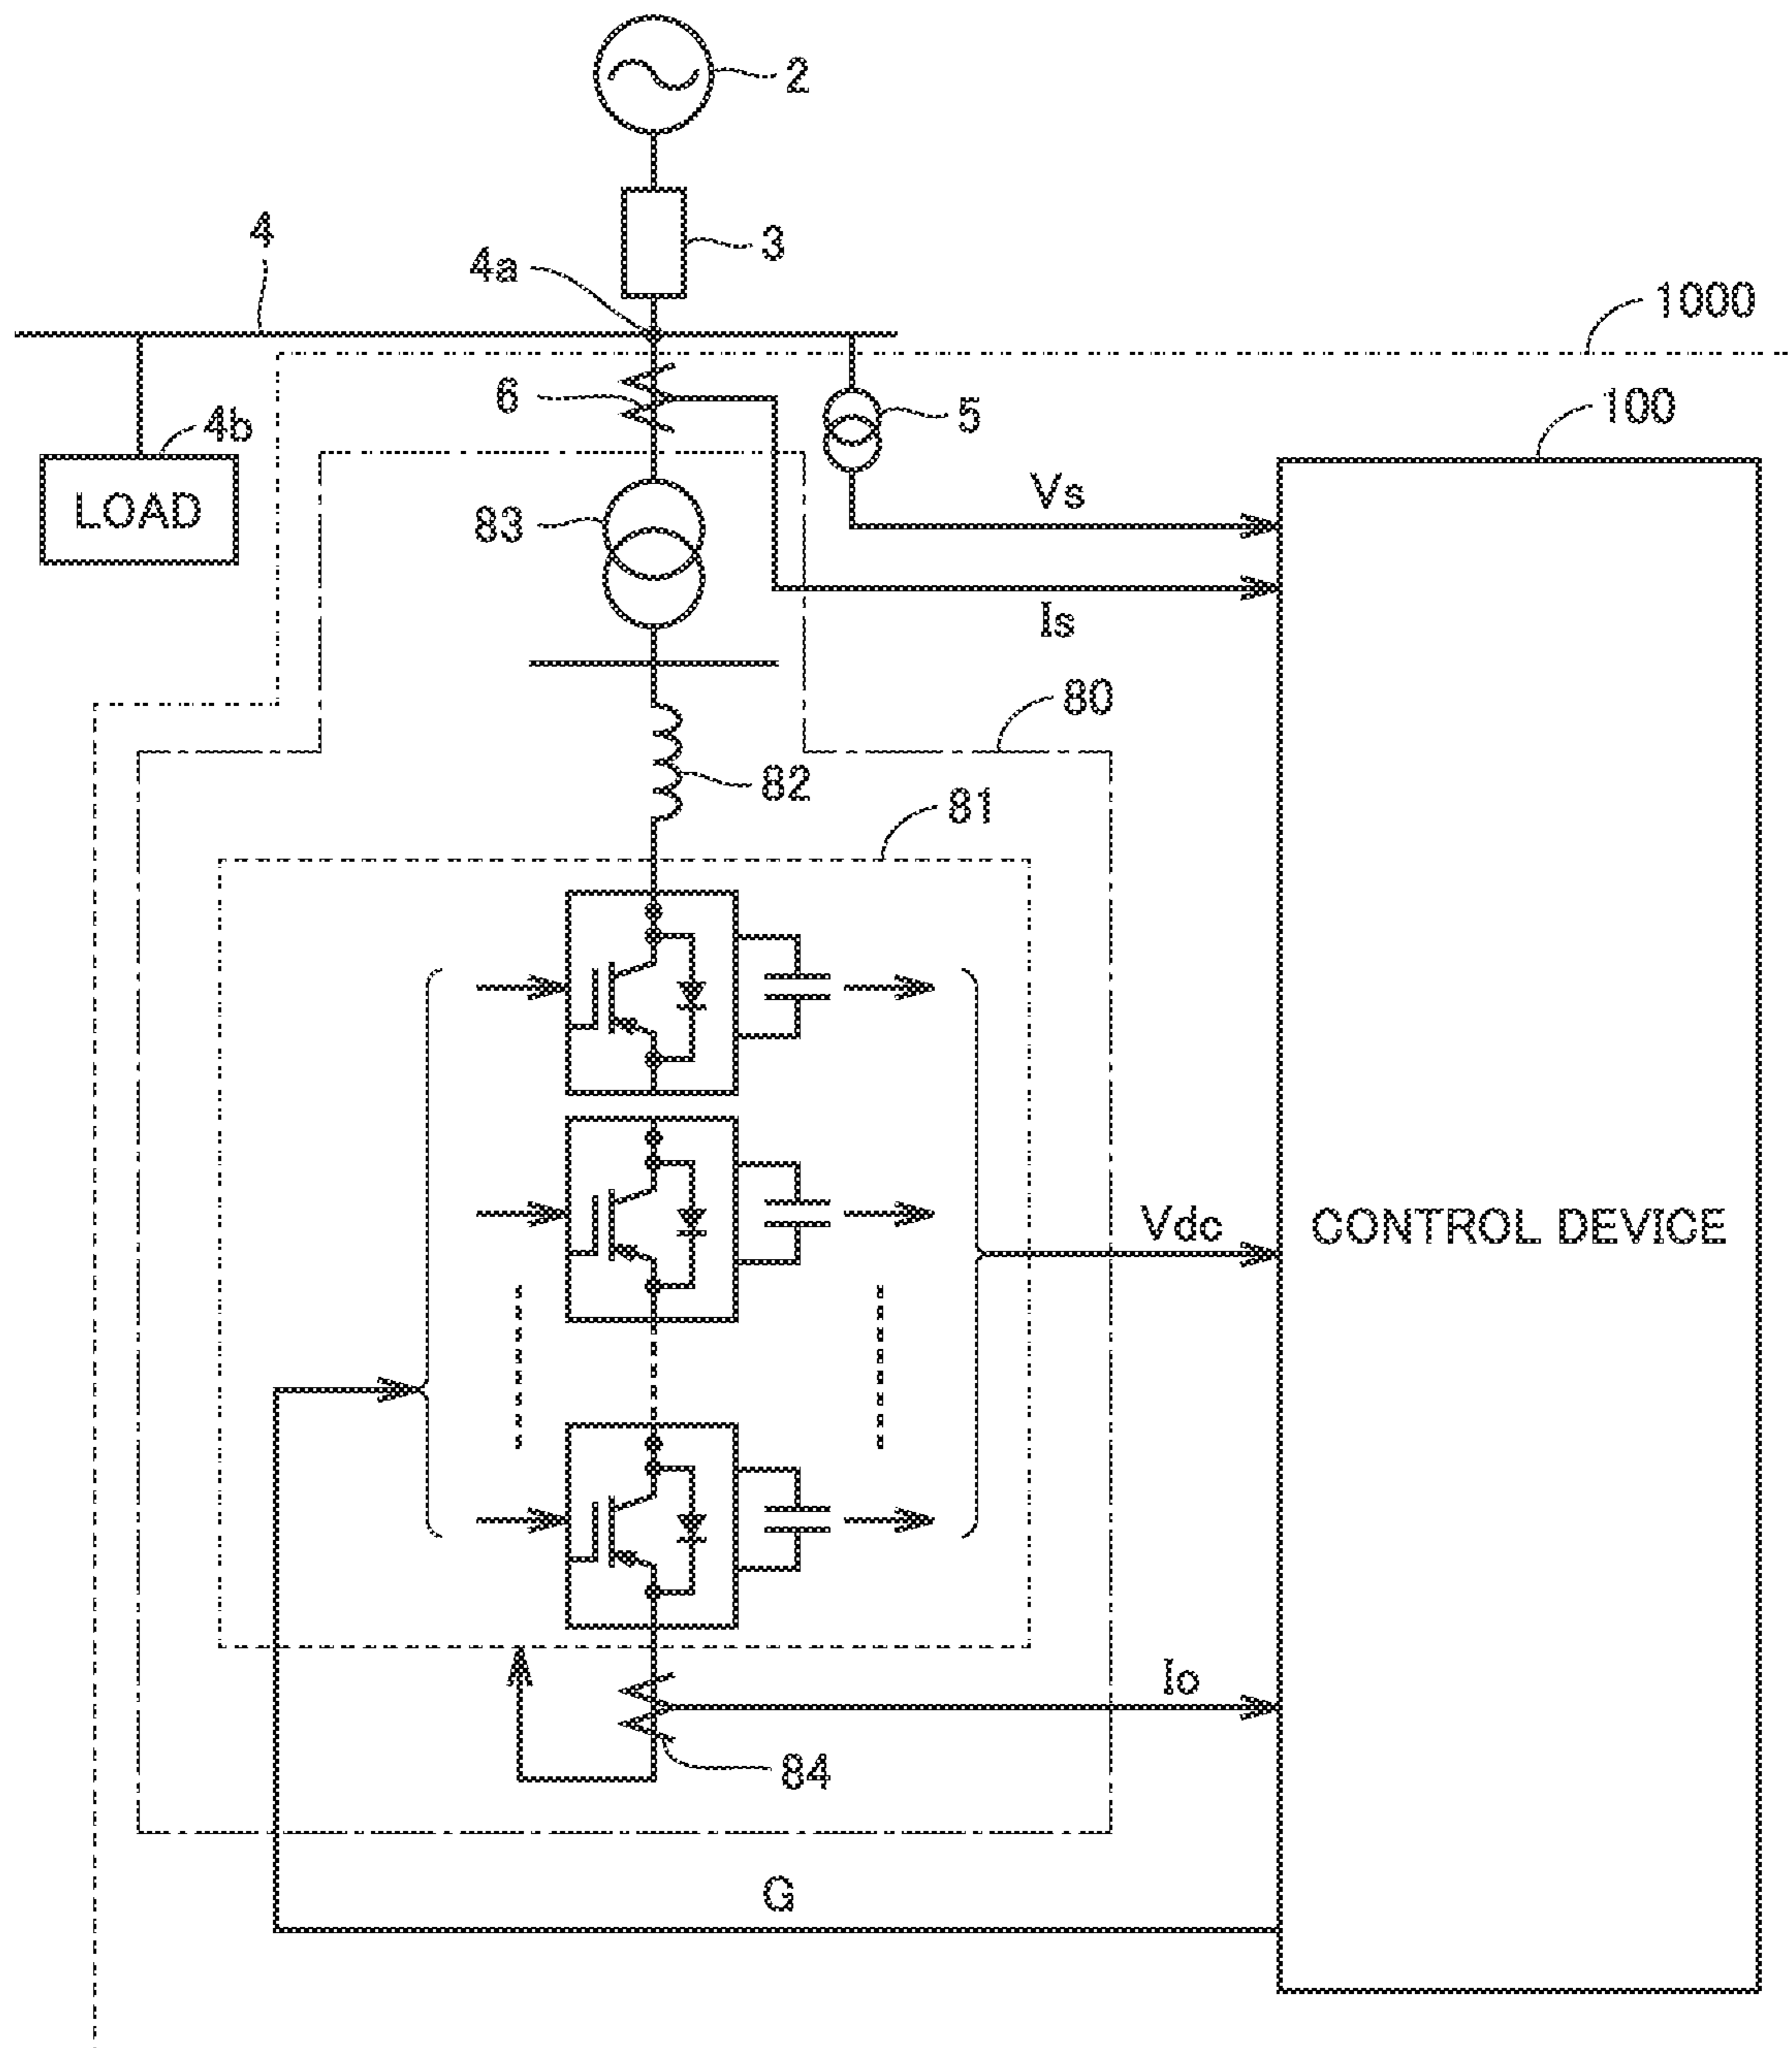 2
3
4
4a
1000
6
5
100
4b
LOAD
83
Vs
Is
80
82
81
Vdc
CONTROL DEVICE
Io
84
G